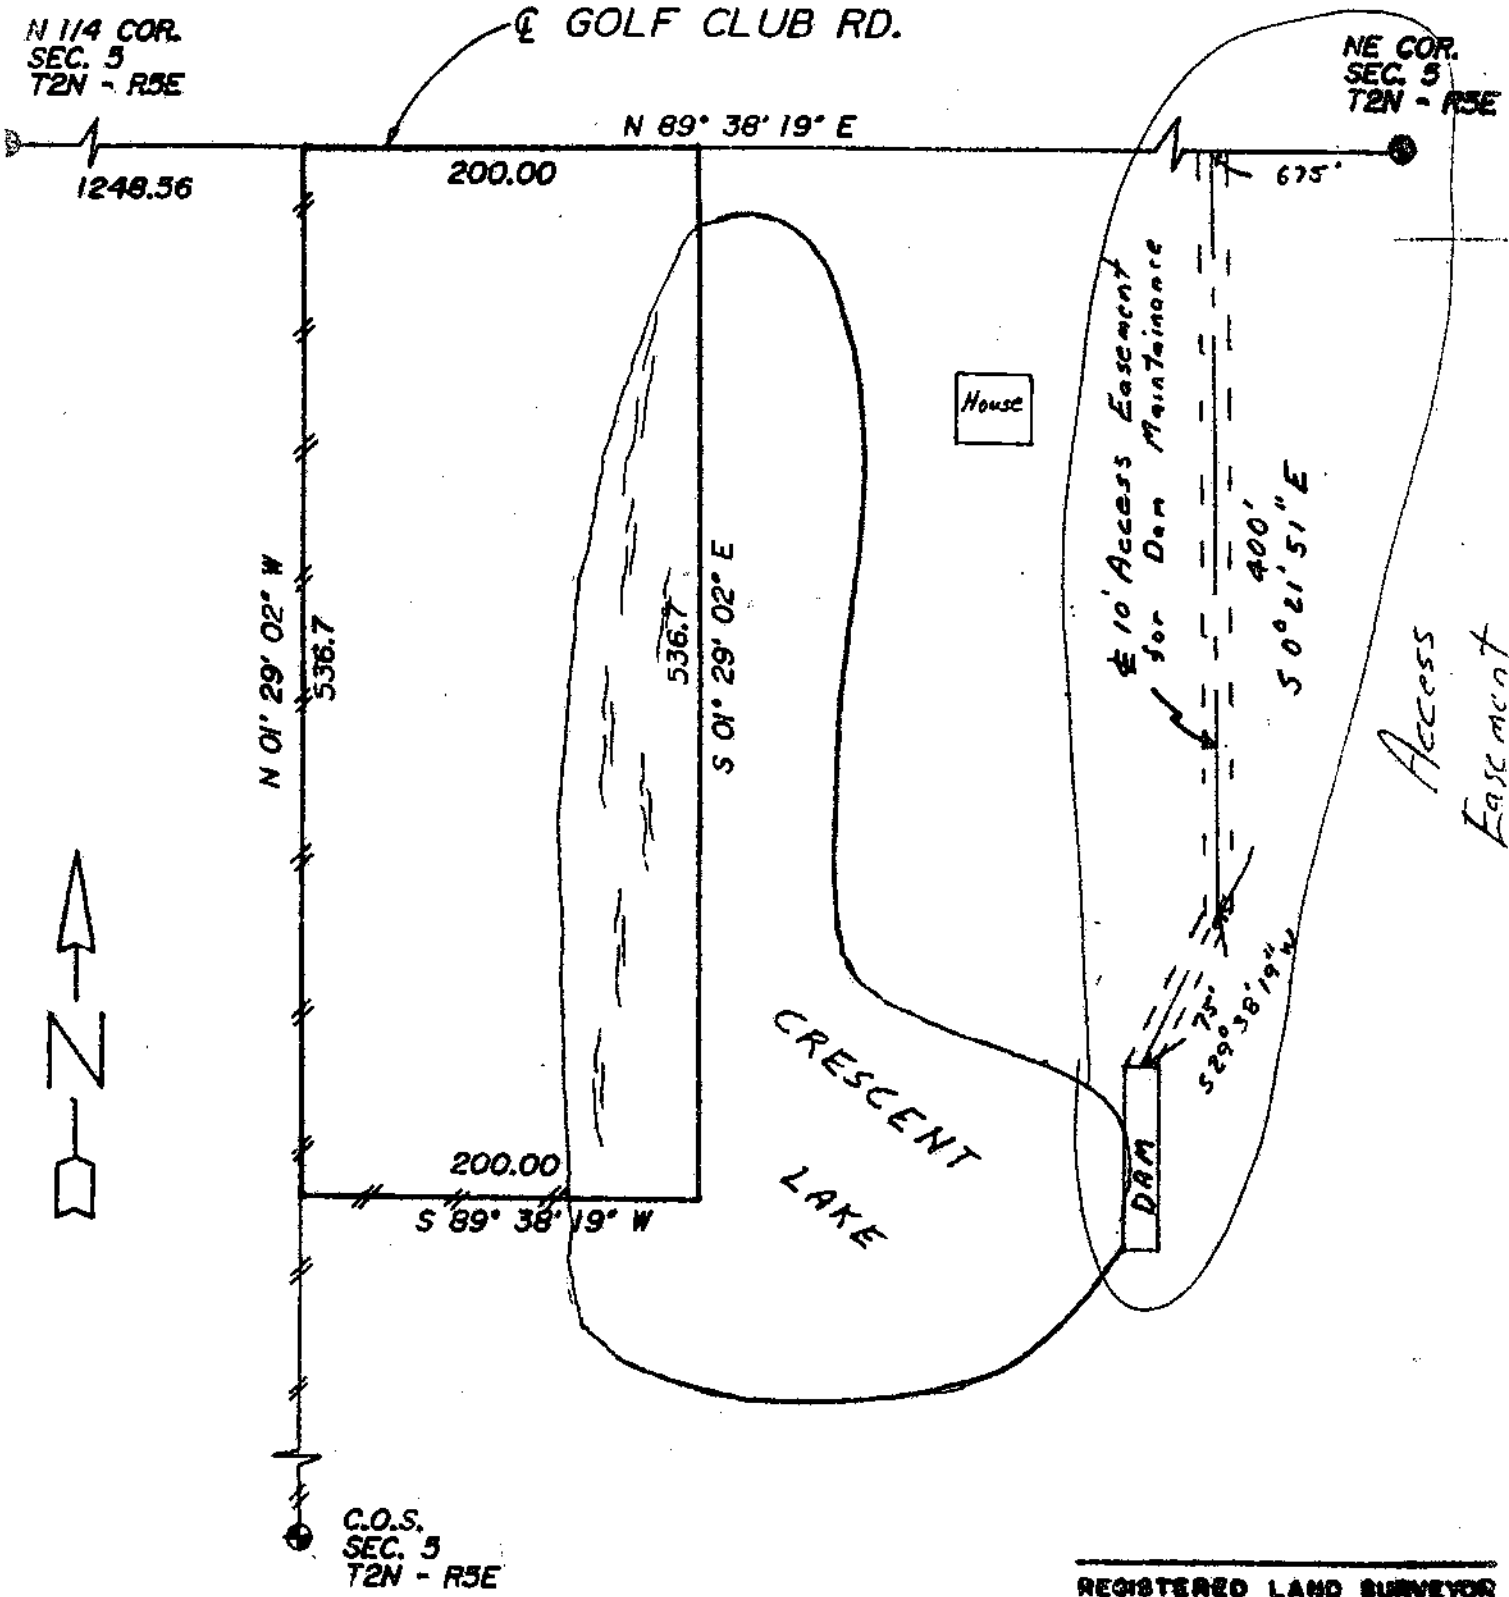 N 1/4 COR.
SEC. 5
T2N - R5E
℄ GOLF CLUB RD.
NE COR.
SEC. 5
T2N - R5E
N 89° 38' 19" E
1248.56
200.00
675'
℄ 10' Access Easement
for Dam Maintainance
House
400'
S 0° 21' 51" E
N 01° 29' 02" W
536.7
536.7
S 01° 29' 02" E
Access
Easement
75'
S 29° 38' 19" W
N
CRESCENT
LAKE
DAM
200.00
S 89° 38' 19" W
C.O.S.
SEC. 5
T2N - R5E
REGISTERED LAND SURVEYOR